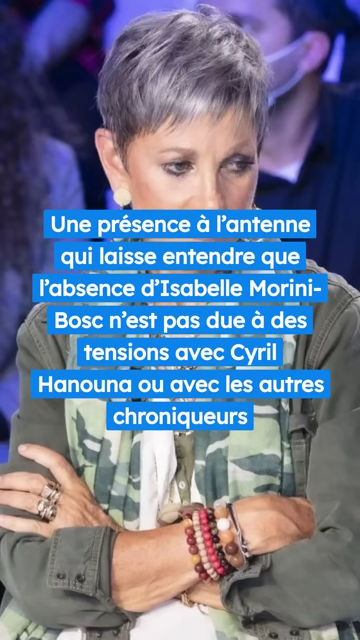 Une présence à l’antenne
qui laisse entendre que
l’absence d’Isabelle Morini-
Bosc n’est pas due à des
tensions avec Cyril
Hanouna ou avec les autres
chroniqueurs